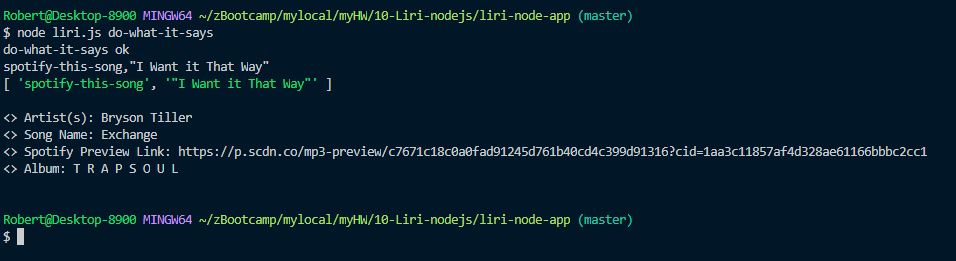 Robert@Desktop-8900 MINGW64 ~/zBootcamp/mylocal/myHW/10-Liri-nodejs/liri-node-app (master)
$ node liri.js do-what-it-says
do-what-it-says ok
spotify-this-song,"I Want it That Way"
[ 'spotify-this-song', '"I Want it That Way"' ]
<> Artist(s): Bryson Tiller
<> Song Name: Exchange
<> Spotify Preview Link: https://p.scdn.co/mp3-preview/c7671c18c0a0fad91245d761b40cd4c399d91316?cid=1aa3c11857af4d328ae61166bbbc2cc1
<> Album: T R A P S O U L
Robert@Desktop-8900 MINGW64 ~/zBootcamp/mylocal/myHW/10-Liri-nodejs/liri-node-app (master)
$